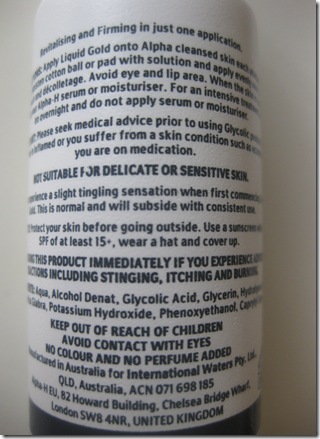 Revitalising and Firming in just one application.
Apply Liquid Gold onto Alpha cleansed skin each
cotton ball or pad with solution and apply
and décolletage. Avoid eye and lip area. When the skin
Alpha-H serum or moisturiser. For an intensive
overnight and do not apply serum or moisturiser.
Please seek medical advice prior to using Glycolic
inflamed or you suffer from a skin condition such as
you are on medication.
NOT SUITABLE FOR DELICATE OR SENSITIVE SKIN.
experience a slight tingling sensation when first
This is normal and will subside with consistent use.
Protect your skin before going outside. Use a sunscreen
SPF of at least 15+, wear a hat and cover up.
THIS PRODUCT IMMEDIATELY IF YOU EXPERIENCE
INCLUDING STINGING, ITCHING AND BURNING.
Aqua, Alcohol Denat, Glycolic Acid, Glycerin,
Glabra, Potassium Hydroxide, Phenoxyethanol,
KEEP OUT OF REACH OF CHILDREN
AVOID CONTACT WITH EYES
NO COLOUR AND NO PERFUME ADDED
in Australia for International Waters Pty. Ltd.,
QLD, Australia, ACN 071 698 185
Alpha-H EU, 82 Howard Building, Chelsea Bridge Wharf,
London SW8 4NR, UNITED KINGDOM